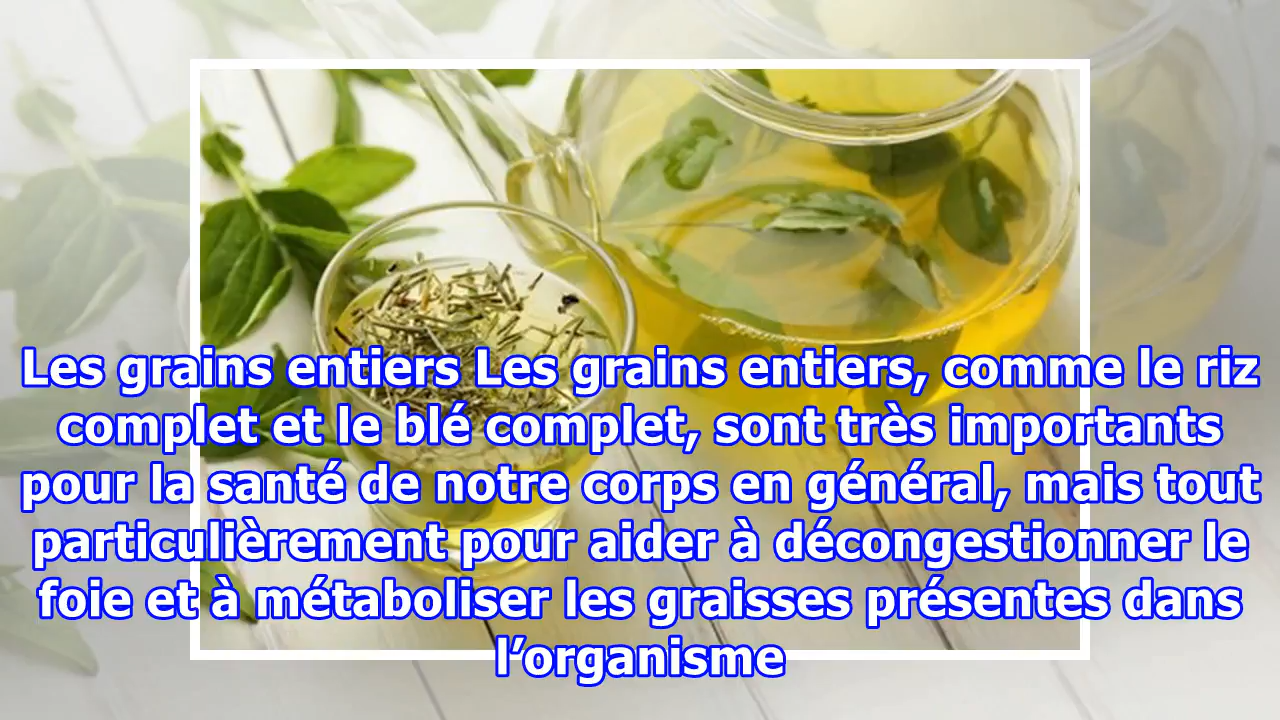 Les grains entiers Les grains entiers, comme le riz
complet et le blé complet, sont très importants
pour la santé de notre corps en général, mais tout
particulièrement pour aider à décongestionner le
foie et à métaboliser les graisses présentes dans
l’organisme